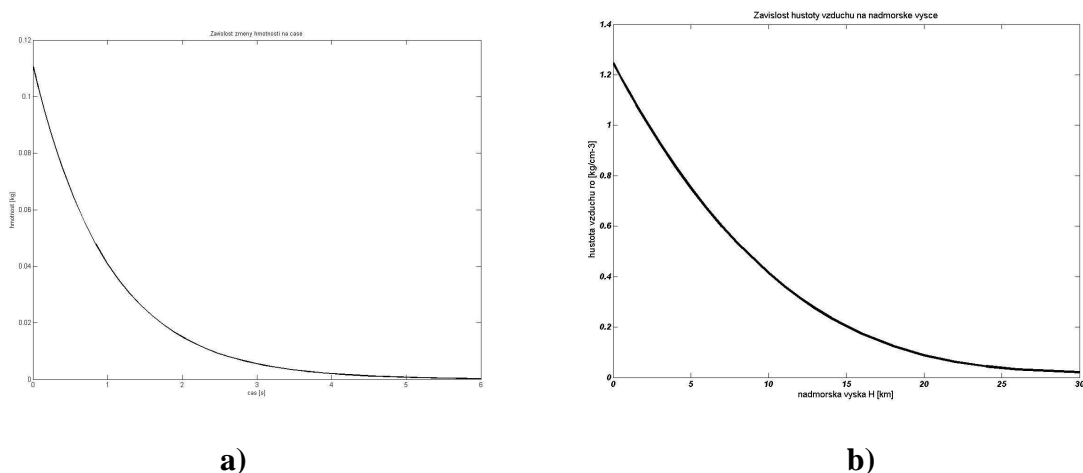 Zavislost zmeny hmotnosti na case
0.12
0.1
0.08
0.06
0.04
0.02
0
hmotnost [kg]
0 1 2 3 4 5 6
cas [s]
a)
Zavislost hustoty vzduchu na nadmorske vysce
1.4
1.2
1
0.8
0.6
0.4
0.2
0
hustota vzduchu ro [kg/cm-3]
0 5 10 15 20 25 30
nadmorska vyska H [km]
b)